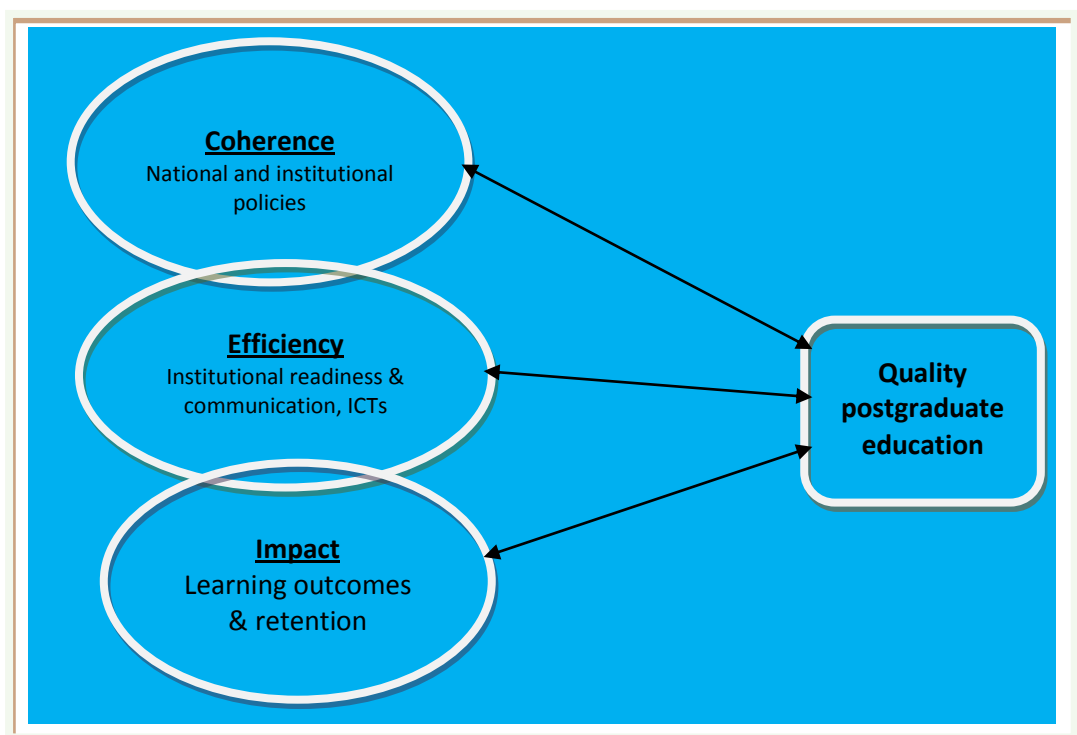 Coherence
National and institutional
policies
Efficiency
Institutional readiness &
communication, ICTs
Impact
Learning outcomes
& retention
Quality
postgraduate
education